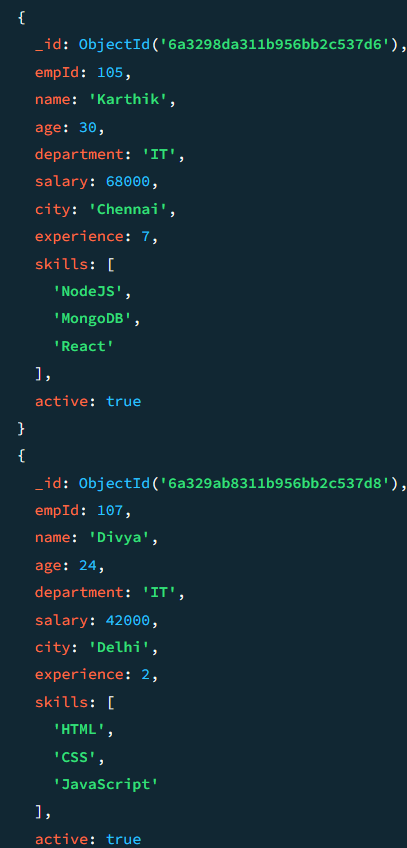 {
_id: ObjectId('6a3298da311b956bb2c537d6'),
empId: 105,
name: 'Karthik',
age: 30,
department: 'IT',
salary: 68000,
city: 'Chennai',
experience: 7,
skills: [
'NodeJS',
'MongoDB',
'React'
],
active: true
}
{
_id: ObjectId('6a329ab8311b956bb2c537d8'),
empId: 107,
name: 'Divya',
age: 24,
department: 'IT',
salary: 42000,
city: 'Delhi',
experience: 2,
skills: [
'HTML',
'CSS',
'JavaScript'
],
active: true